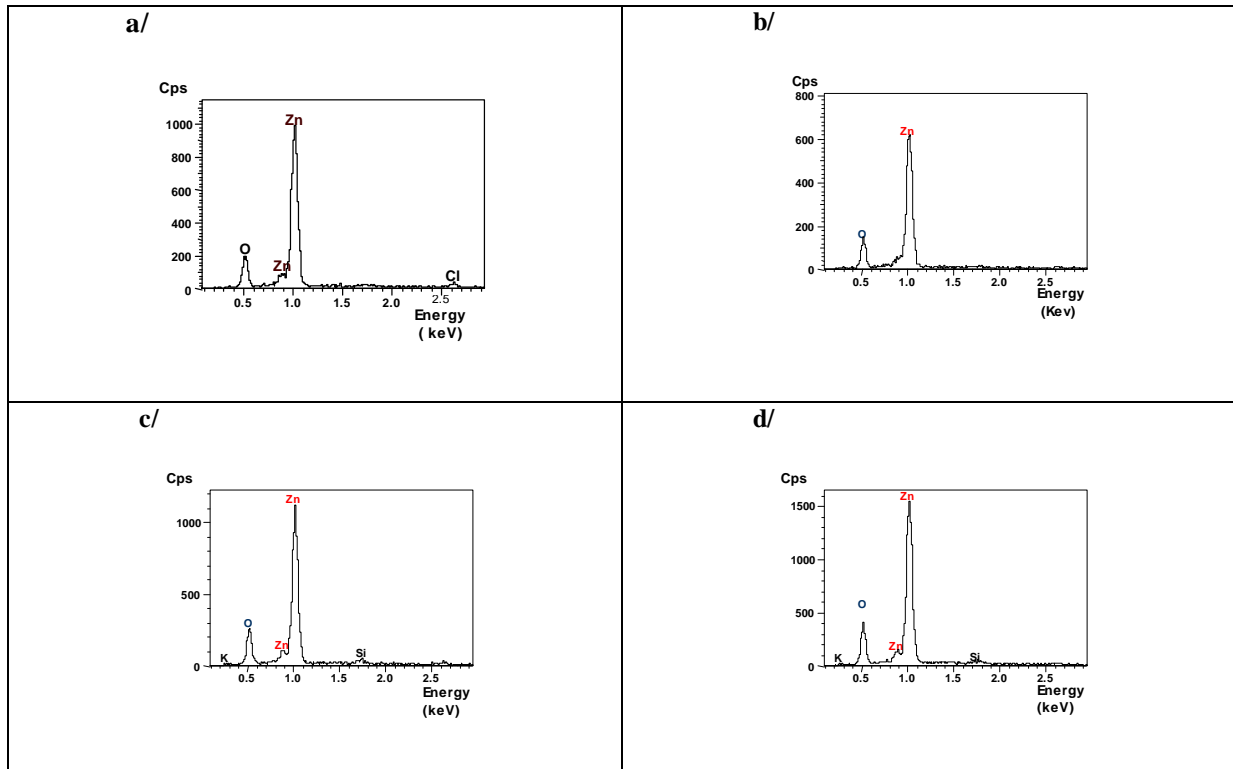 a/
Cps
1000
800
600
400
200
0
Zn
O
Zn
Cl
0.5 1.0 1.5 2.0 2.5
Energy
( keV)
b/
Cps
800
600
400
200
0
Zn
O
0.5 1.0 1.5 2.0 2.5
Energy
(Kev)
c/
Cps
1000
500
0
Zn
O
Zn
K
Si
0.5 1.0 1.5 2.0 2.5
Energy
(keV)
d/
Cps
1500
1000
500
0
Zn
O
Zn
K
Si
0.5 1.0 1.5 2.0 2.5
Energy
(keV)